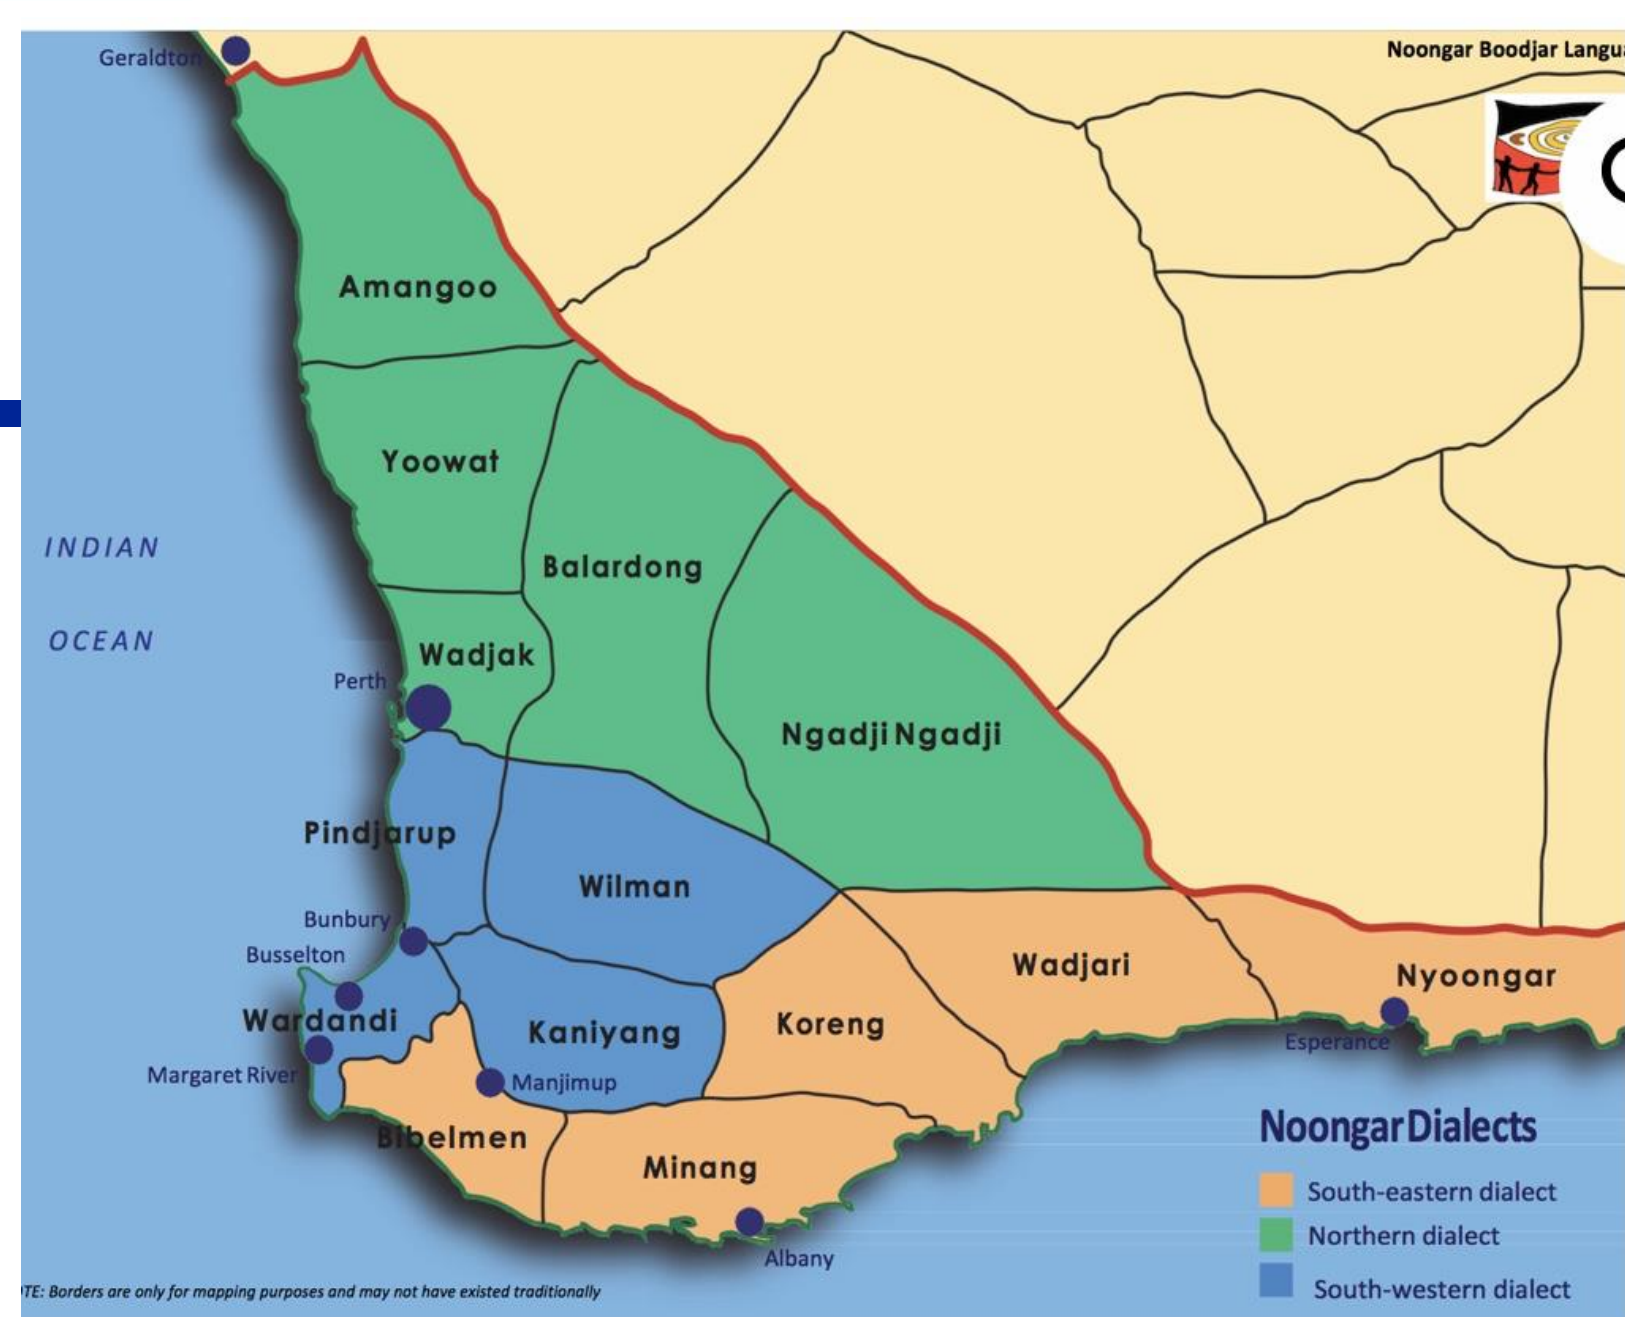 Geraldton
Noongar Boodjar
Amangoo
Yoowat
INDIAN
Balardong
OCEAN
Wadjak
Perth
Ngadji Ngadji
Pindjarup
Wilman
Bunbury
Busselton
Wadjari
Nyoongar
Wardandi
Kaniyang
Koreng
Esperance
Margaret River
Manjimup
Noongar Dialects
Bibelmen
Minang
South-eastern dialect
Northern dialect
Albany
South-western dialect
TE: Borders are only for mapping purposes and may not have existed traditionally